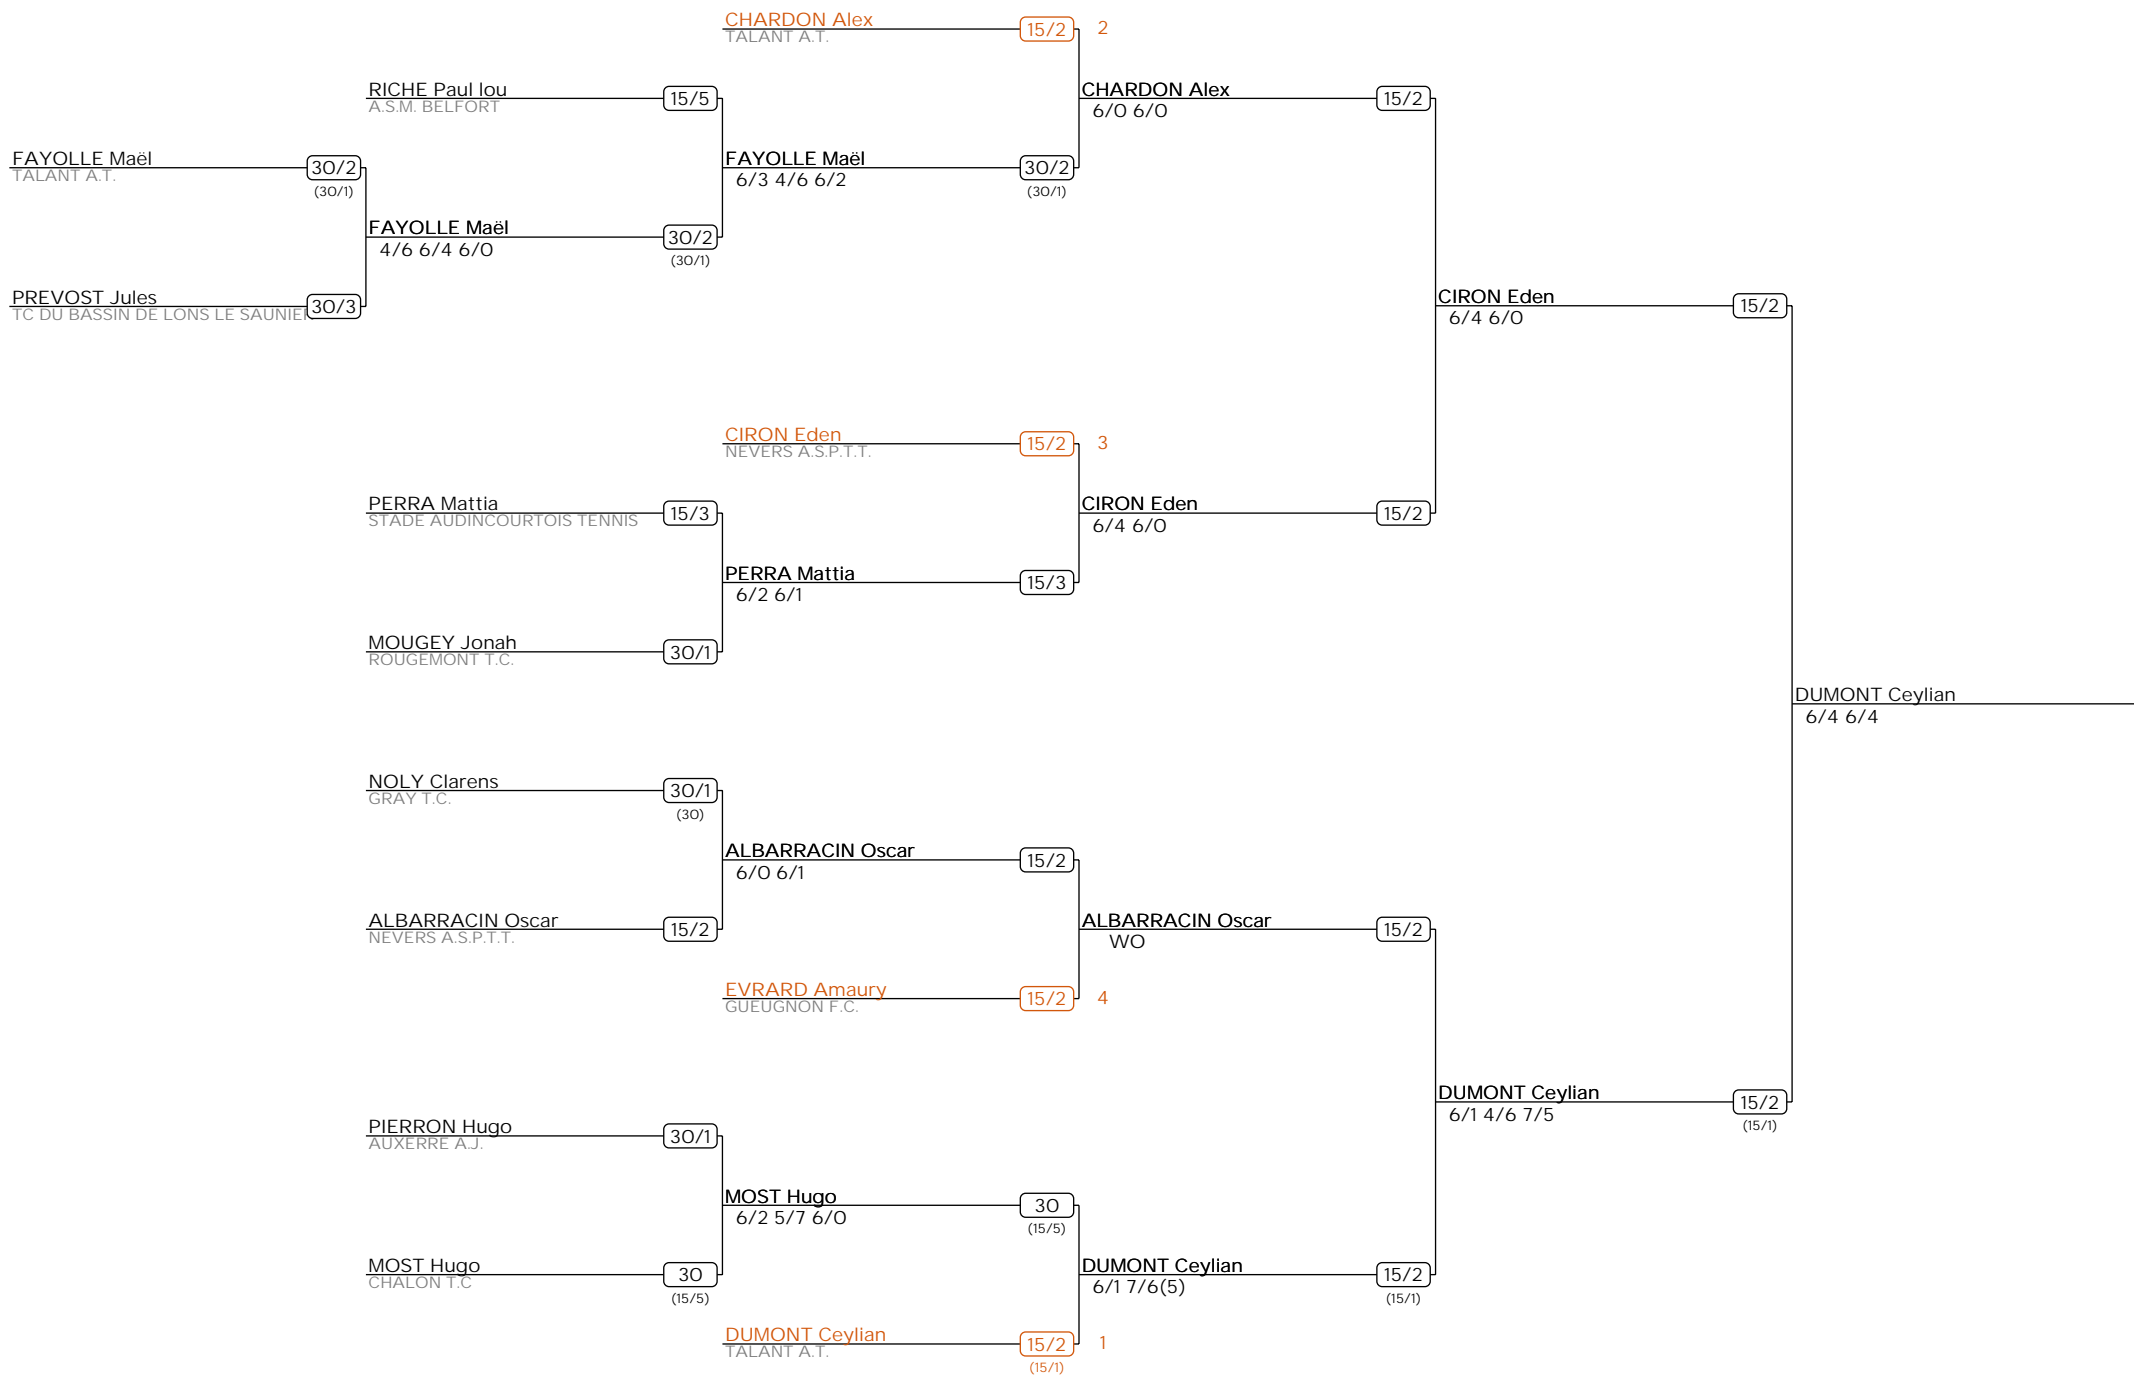 CHARDON Alex
TALANT A.T.
15/2
2
RICHE Paul lou
A.S.M. BELFORT
15/5
CHARDON Alex
6/0 6/0
15/2
FAYOLLE Maël
TALANT A.T.
30/2
(30/1)
FAYOLLE Maël
6/3 4/6 6/2
30/2
(30/1)
FAYOLLE Maël
4/6 6/4 6/0
30/2
(30/1)
PREVOST Jules
TC DU BASSIN DE LONS LE SAUNIER
30/3
CIRON Eden
6/4 6/0
15/2
CIRON Eden
NEVERS A.S.P.T.T.
15/2
3
PERRA Mattia
STADE AUDINCOURTOIS TENNIS
15/3
CIRON Eden
6/4 6/0
15/2
PERRA Mattia
6/2 6/1
15/3
MOUGEY Jonah
ROUGEMONT T.C.
30/1
DUMONT Ceylian
6/4 6/4
NOLY Clarens
GRAY T.C.
30/1
(30)
ALBARRACIN Oscar
6/0 6/1
15/2
ALBARRACIN Oscar
NEVERS A.S.P.T.T.
15/2
ALBARRACIN Oscar
WO
15/2
EVRARD Amaury
GUEUGNON F.C.
15/2
4
DUMONT Ceylian
6/1 4/6 7/5
15/2
(15/1)
PIERRON Hugo
AUXERRE A.J.
30/1
MOST Hugo
6/2 5/7 6/0
30
(15/5)
MOST Hugo
CHALON T.C
30
(15/5)
DUMONT Ceylian
6/1 7/6(5)
15/2
(15/1)
DUMONT Ceylian
TALANT A.T.
15/2
(15/1)
1